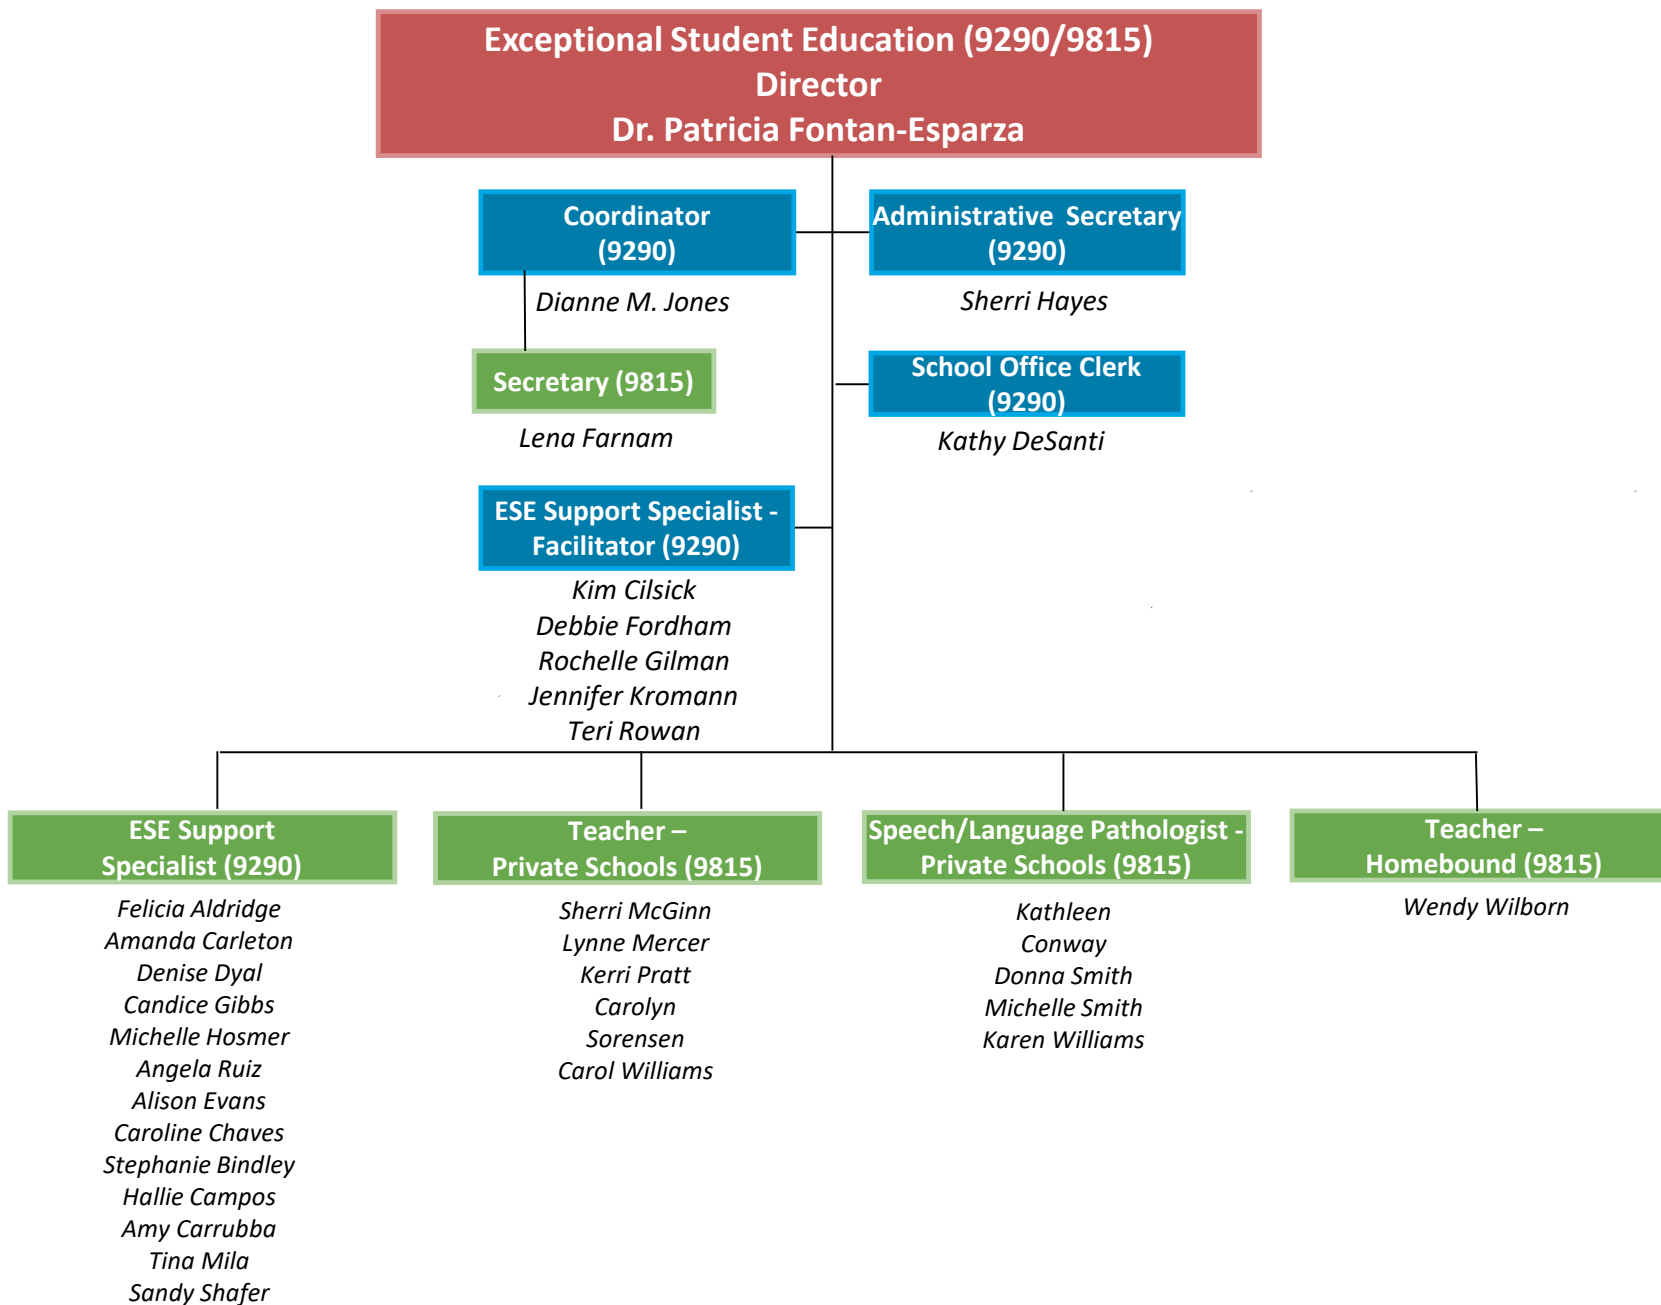 Exceptional Student Education (9290/9815)
Director
Dr. Patricia Fontan-Esparza
Coordinator
(9290)
Dianne M. Jones
Administrative Secretary
(9290)
Sherri Hayes
Secretary (9815)
Lena Farnam
School Office Clerk
(9290)
Kathy DeSanti
ESE Support Specialist -
Facilitator (9290)
Kim Cilsick
Debbie Fordham
Rochelle Gilman
Jennifer Kromann
Teri Rowan
ESE Support
Specialist (9290)
Felicia Aldridge
Amanda Carleton
Denise Dyal
Candice Gibbs
Michelle Hosmer
Angela Ruiz
Alison Evans
Caroline Chaves
Stephanie Bindley
Hallie Campos
Amy Carrubba
Tina Mila
Sandy Shafer
Teacher –
Private Schools (9815)
Sherri McGinn
Lynne Mercer
Kerri Pratt
Carolyn
Sorensen
Carol Williams
Speech/Language Pathologist -
Private Schools (9815)
Kathleen
Conway
Donna Smith
Michelle Smith
Karen Williams
Teacher –
Homebound (9815)
Wendy Wilborn